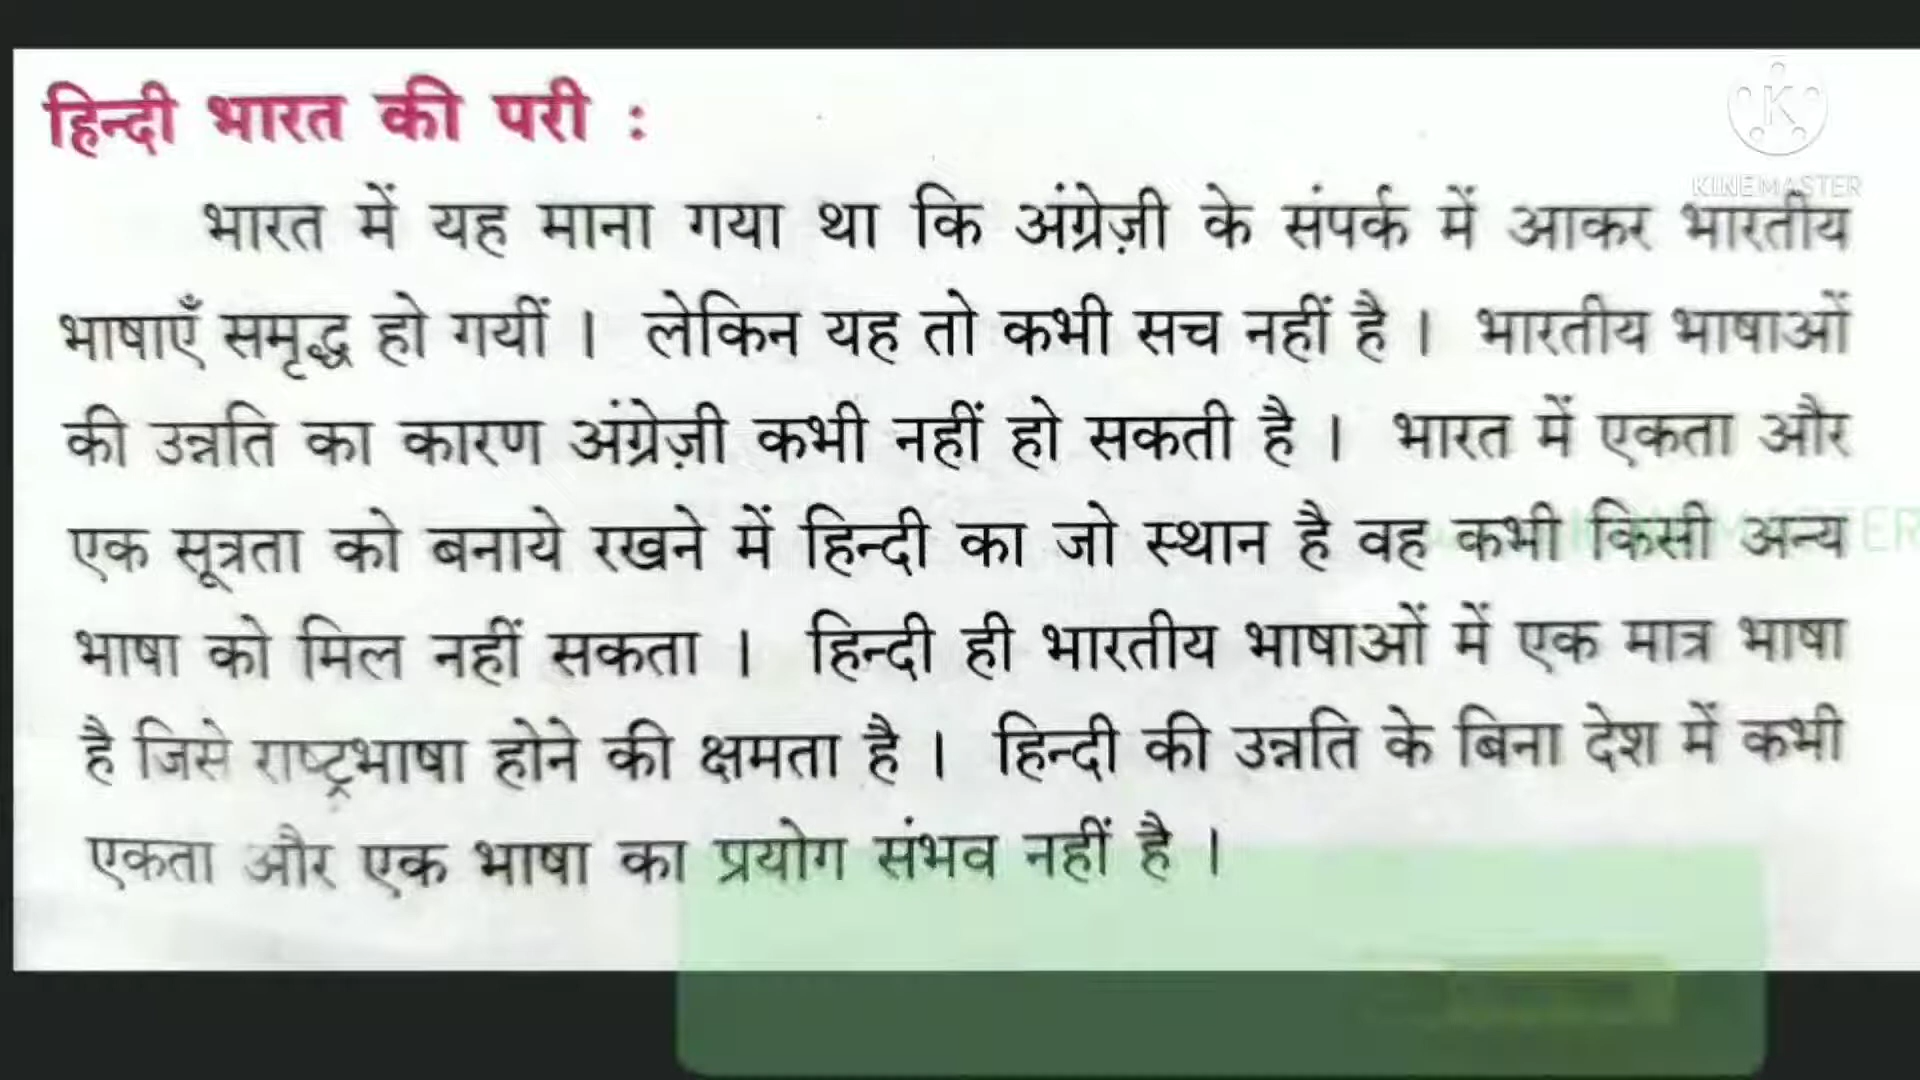 हिन्दी भारत की परी :
KINEMASTER
भारत में यह माना गया था कि अंग्रेज़ी के संपर्क में आकर भारतीय
भाषाएँ समृद्ध हो गयीं । लेकिन यह तो कभी सच नहीं है । भारतीय भाषाओं
की उन्नति का कारण अंग्रेज़ी कभी नहीं हो सकती है । भारत में एकता और
एक सूत्रता को बनाये रखने में हिन्दी का जो स्थान है वह कभी किसी अन्य
भाषा को मिल नहीं सकता । हिन्दी ही भारतीय भाषाओं में एक मात्र भाषा
है जिसे राष्ट्रभाषा होने की क्षमता है । हिन्दी की उन्नति के बिना देश में कभी
एकता और एक भाषा का प्रयोग संभव नहीं है ।